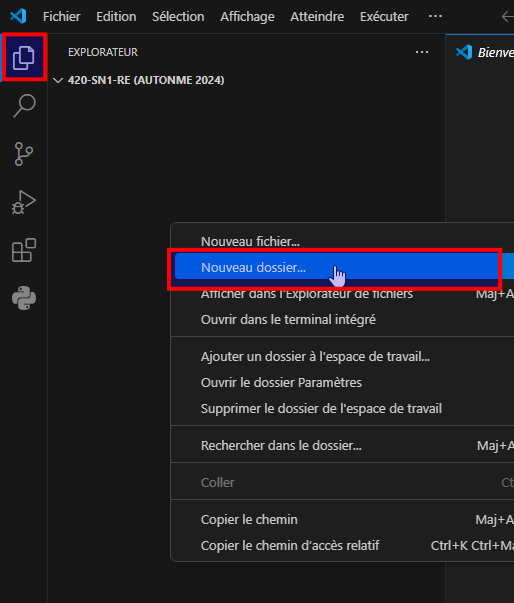 Fichier Edition Sélection Affichage Atteindre Exécuter ···
EXPLORATEUR ···
Bienve
420-SN1-RE (AUTONME 2024)
Nouveau fichier...
Nouveau dossier...
Afficher dans l'Explorateur de fichiers Maj+A
Ouvrir dans le terminal intégré
Ajouter un dossier à l'espace de travail...
Ouvrir le dossier Paramètres
Supprimer le dossier de l'espace de travail
Rechercher dans le dossier... Maj+A
Coller Ct
Copier le chemin Maj+A
Copier le chemin d’accès relatif Ctrl+K Ctrl+Ma